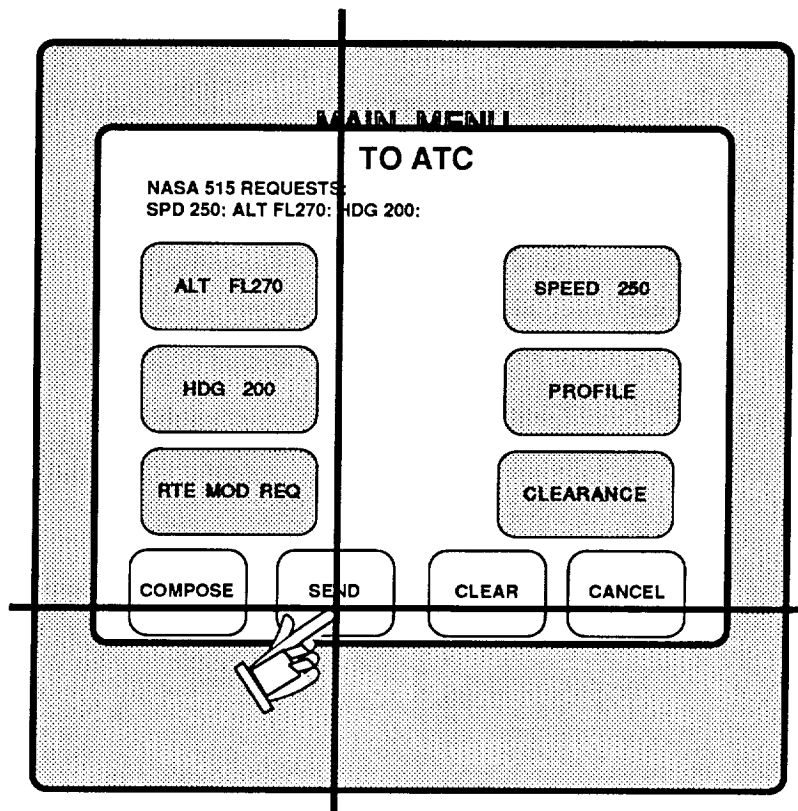 MAIN MENU
TO ATC
NASA 515 REQUESTS:
SPD 250: ALT FL270: HDG 200:
ALT FL270
SPEED 250
HDG 200
PROFILE
RTE MOD REQ
CLEARANCE
COMPOSE
SEND
CLEAR
CANCEL